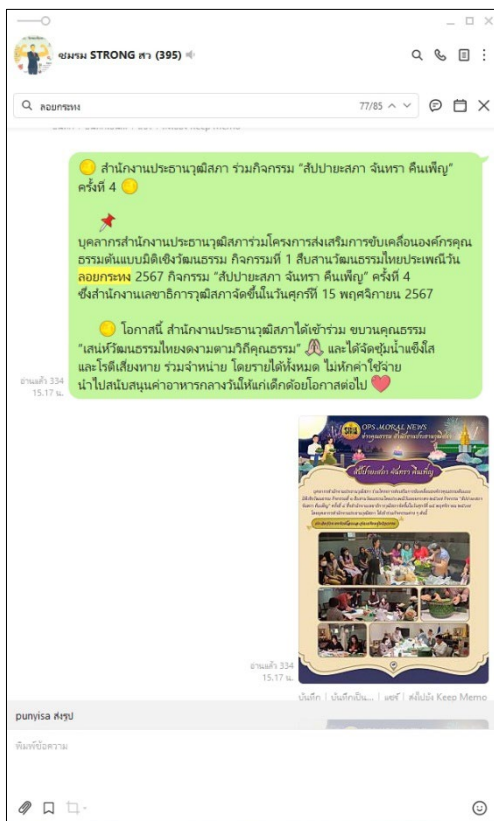 ชมรม STRONG สว (395)
ลอยกระทง
77/85
สำนักงานประธานวุฒิสภา ร่วมกิจกรรม “สัปปายะสภา จันทรา คืนเพ็ญ”
ครั้งที่ 4
บุคลากรสำนักงานประธานวุฒิสภาร่วมโครงการส่งเสริมการขับเคลื่อนองค์กรคุณ
ธรรมต้นแบบมิติเชิงวัฒนธรรม กิจกรรมที่ 1 สืบสานวัฒนธรรมไทยประเพณีวัน
ลอยกระทง 2567 กิจกรรม “สัปปายะสภา จันทรา คืนเพ็ญ” ครั้งที่ 4
ซึ่งสำนักงานเลขาธิการวุฒิสภาจัดขึ้นในวันศุกร์ที่ 15 พฤศจิกายน 2567
โอกาสนี้ สำนักงานประธานวุฒิสภาได้เข้าร่วม ขบวนคุณธรรม
“เสน่ห์วัฒนธรรมไทยงดงามตามวิถีคุณธรรม” และได้จัดซุ้มน้ำแข็งใส
และโรตีเสี่ยงทาย ร่วมจำหน่าย โดยรายได้ทั้งหมด ไม่หักค่าใช้จ่าย
นำไปสนับสนุนค่าอาหารกลางวันให้แก่เด็กด้อยโอกาสต่อไป
อ่านแล้ว 334
15.17 น.
OPS MORAL NEWS
สัปปายะสภา จันทรา คืนเพ็ญ
อ่านแล้ว 334
15.17 น.
บันทึก | บันทึกเป็น... | แชร์ | ส่งไปยัง Keep Memo
punyisa ส่งรูป
พิมพ์ข้อความ